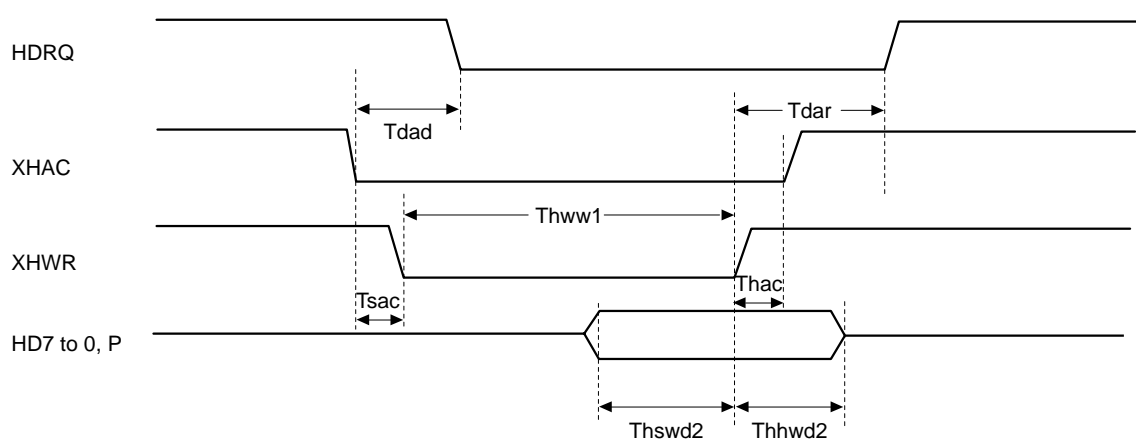 HDRQ
Tdad
Tdar
XHAC
Thww1
XHWR
Tsac
Thac
HD7 to 0, P
Thswd2
Thhwd2